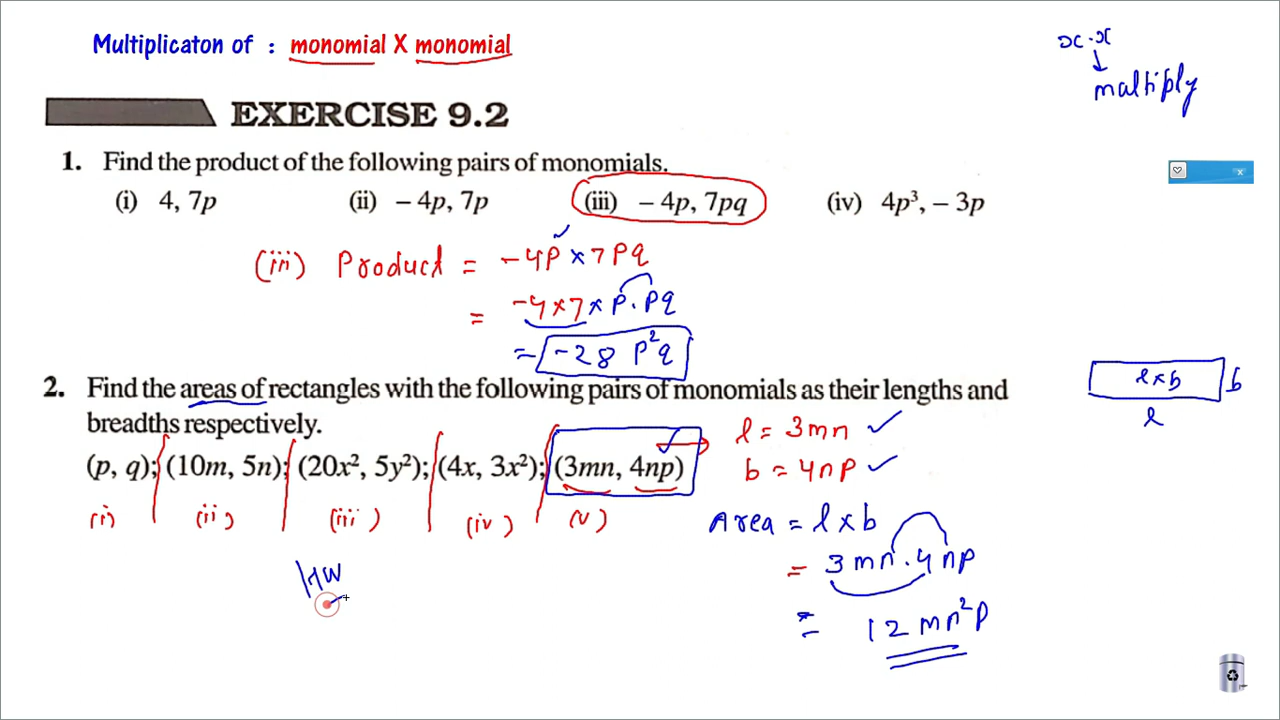 Multiplicaton of : monomial X monomial
x . x
↓
multiply
EXERCISE 9.2
1. Find the product of the following pairs of monomials.
(i) 4, 7p (ii) – 4p, 7p (iii) – 4p, 7pq (iv) 4p³, – 3p
(iii) Product = -4p × 7pq
= -4 × 7 × p . pq
= -28 p²q
2. Find the areas of rectangles with the following pairs of monomials as their lengths and
breadths respectively.
(p, q); (10m, 5n); (20x², 5y²); (4x, 3x²); (3mn, 4np)
(i) (ii) (iii) (iv) (v)
l × b
b
l
l = 3mn
b = 4np
Area = l × b
= 3mn . 4np
= 12 mn²p
HW